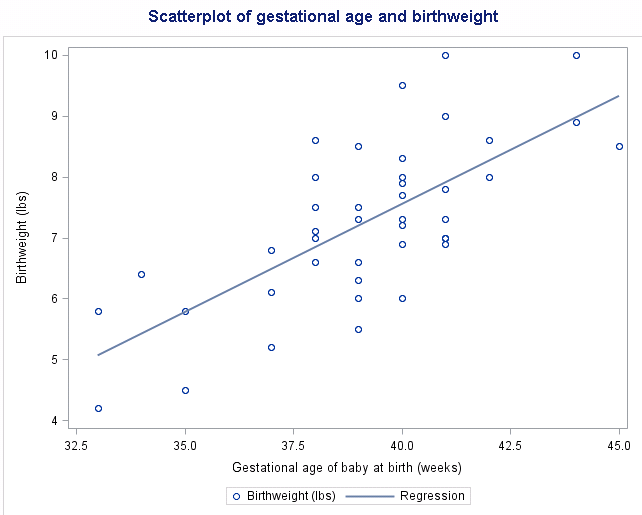 Scatterplot of gestational age and birthweight
10
9
8
7
6
5
4
Birthweight (lbs)
32.5 35.0 37.5 40.0 42.5 45.0
Gestational age of baby at birth (weeks)
Birthweight (lbs) Regression